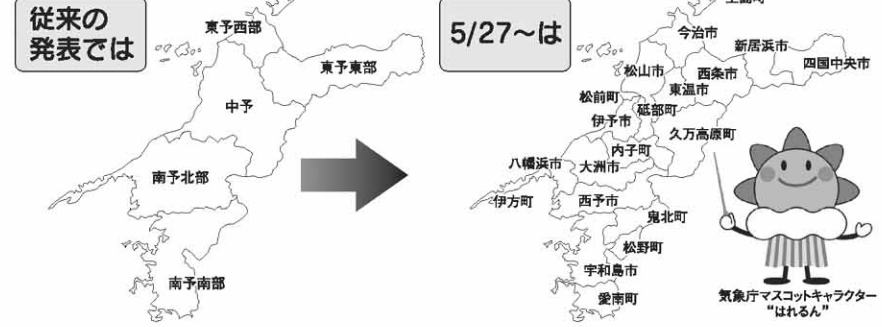 従来の
発表では
東予西部
東予東部
中予
南予北部
南予南部
5/27～は
今治市
新居浜市
四国中央市
松山市
西条市
東温市
松前町
砥部町
伊予市
久万高原町
内子町
八幡浜市
大洲市
伊方町
西予市
鬼北町
松野町
宇和島市
愛南町
気象庁マスコットキャラクター
“はれるん”